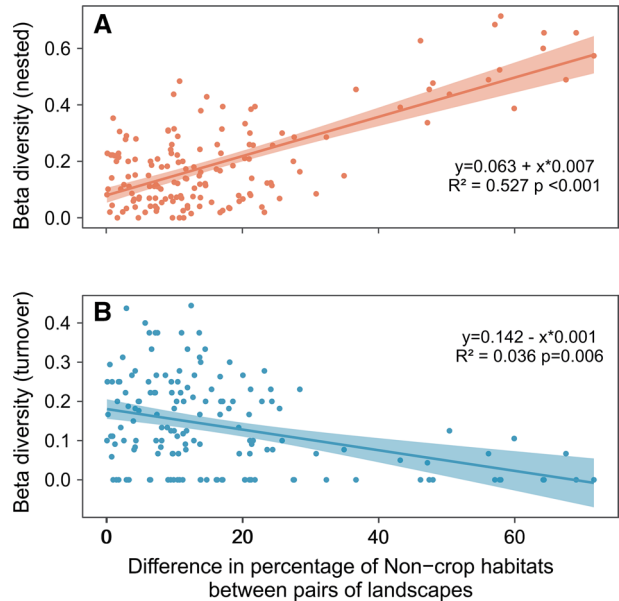 A
Beta diversity (nested)
0.6
0.4
0.2
0.0
y=0.063 + x*0.007
R² = 0.527 p <0.001
B
Beta diversity (turnover)
0.4
0.3
0.2
0.1
0.0
y=0.142 - x*0.001
R² = 0.036 p=0.006
0 20 40 60
Difference in percentage of Non−crop habitats
between pairs of landscapes